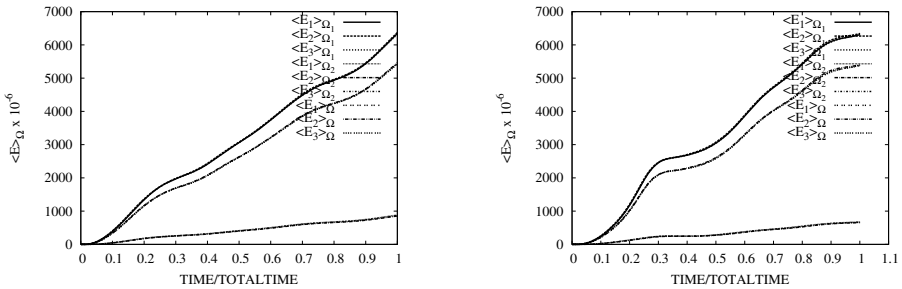 7000
6000
5000
4000
3000
2000
1000
0
<E>Ω x 10-6
<E1>Ω1
<E2>Ω1
<E3>Ω1
<E1>Ω2
<E2>Ω2
<E3>Ω2
<E1>Ω
<E2>Ω
<E3>Ω
0 0.1 0.2 0.3 0.4 0.5 0.6 0.7 0.8 0.9 1
TIME/TOTALTIME
7000
6000
5000
4000
3000
2000
1000
0
<E>Ω x 10-6
<E1>Ω1
<E2>Ω1
<E3>Ω1
<E1>Ω2
<E2>Ω2
<E3>Ω2
<E1>Ω
<E2>Ω
<E3>Ω
0 0.1 0.2 0.3 0.4 0.5 0.6 0.7 0.8 0.9 1 1.1
TIME/TOTALTIME